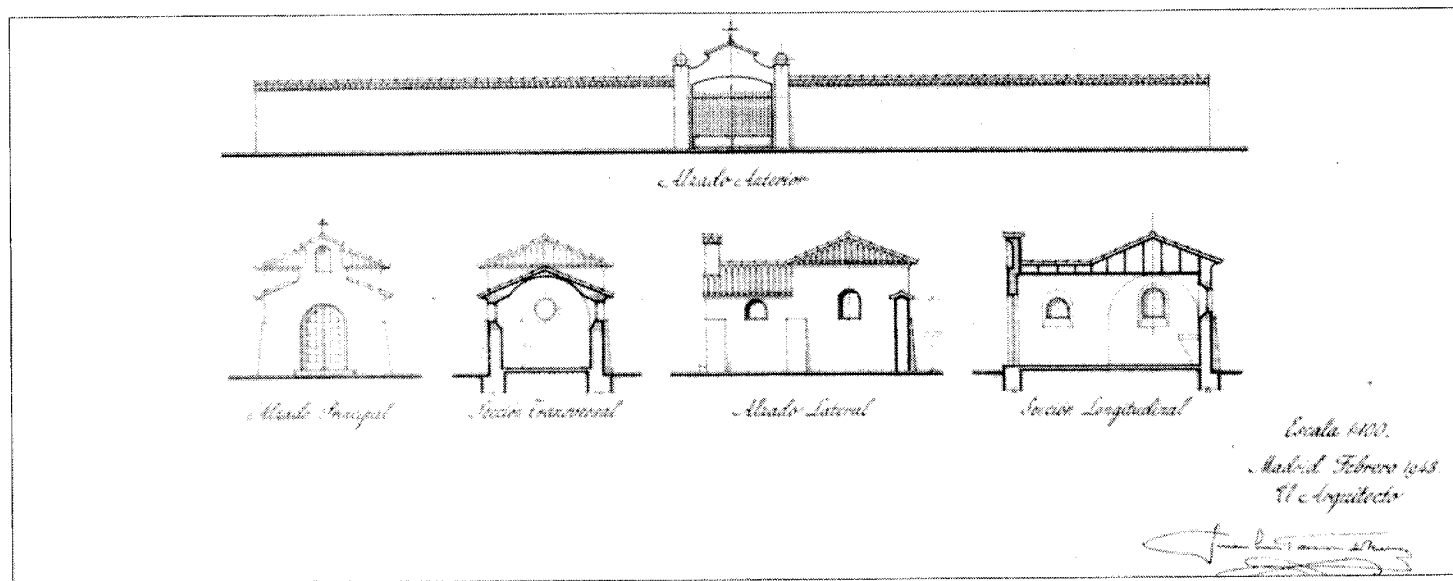 Alzado Anterior
Alzado Principal
Sección Transversal
Alzado Lateral
Sección Longitudinal
Escala 1:100.
Madrid. Febrero 1948
El Arquitecto